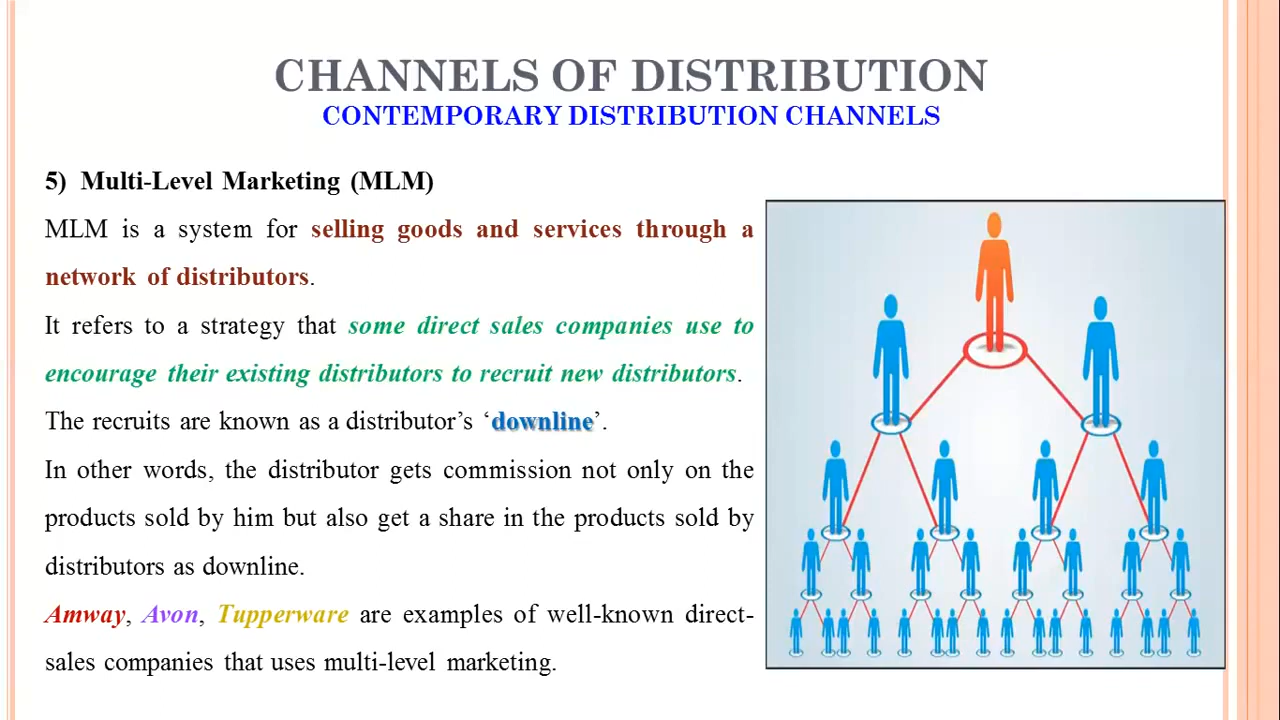 CHANNELS OF DISTRIBUTION
CONTEMPORARY DISTRIBUTION CHANNELS
5) Multi-Level Marketing (MLM)
MLM is a system for selling goods and services through a
network of distributors.
It refers to a strategy that some direct sales companies use to
encourage their existing distributors to recruit new distributors.
The recruits are known as a distributor’s ‘downline’.
In other words, the distributor gets commission not only on the
products sold by him but also get a share in the products sold by
distributors as downline.
Amway, Avon, Tupperware are examples of well-known direct-
sales companies that uses multi-level marketing.